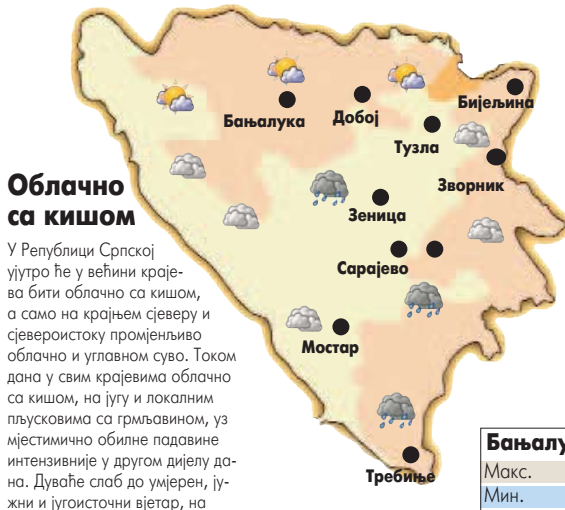 Облачно
са кишом
У Републици Српској
ујутро ће у већини краје-
ва бити облачно са кишом,
а само на крајњем сјеверу и
сјевероистоку промјенљиво
облачно и углавном суво. Током
дана у свим крајевима облачно
са кишом, на југу и локалним
пљусковима са грмљавином, уз
мјестимично обилне падавине
интензивније у другом дијелу да-
на. Дуваће слаб до умјерен, ју-
жни и југоисточни вјетар, на
Бањалука
Добој
Бијељина
Тузла
Зворник
Зеница
Сарајево
Мостар
Требиње
Бањалу
Макс.
Мин.